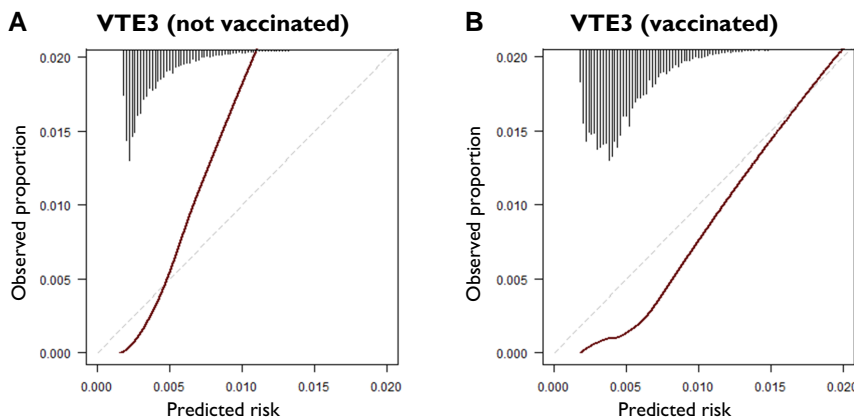 A VTE3 (not vaccinated)
0.020
0.015
0.010
0.005
0.000
Observed proportion
0.000 0.005 0.010 0.015 0.020
Predicted risk
B VTE3 (vaccinated)
0.020
0.015
0.010
0.005
0.000
Observed proportion
0.000 0.005 0.010 0.015 0.020
Predicted risk